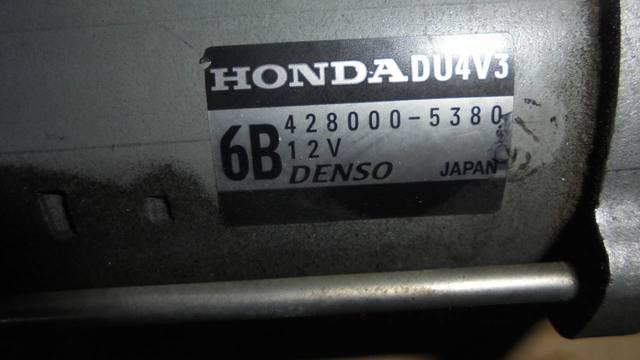 HONDA DU4V3
6B 428000-5380
12V
DENSO JAPAN